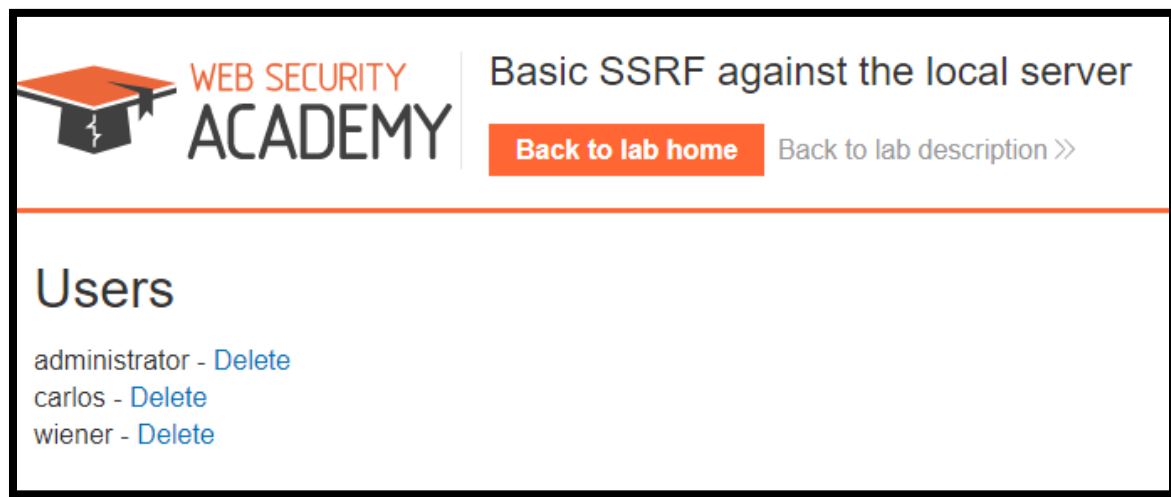 WEB SECURITY
ACADEMY
Basic SSRF against the local server
Back to lab home
Back to lab description >>
Users
administrator - Delete
carlos - Delete
wiener - Delete